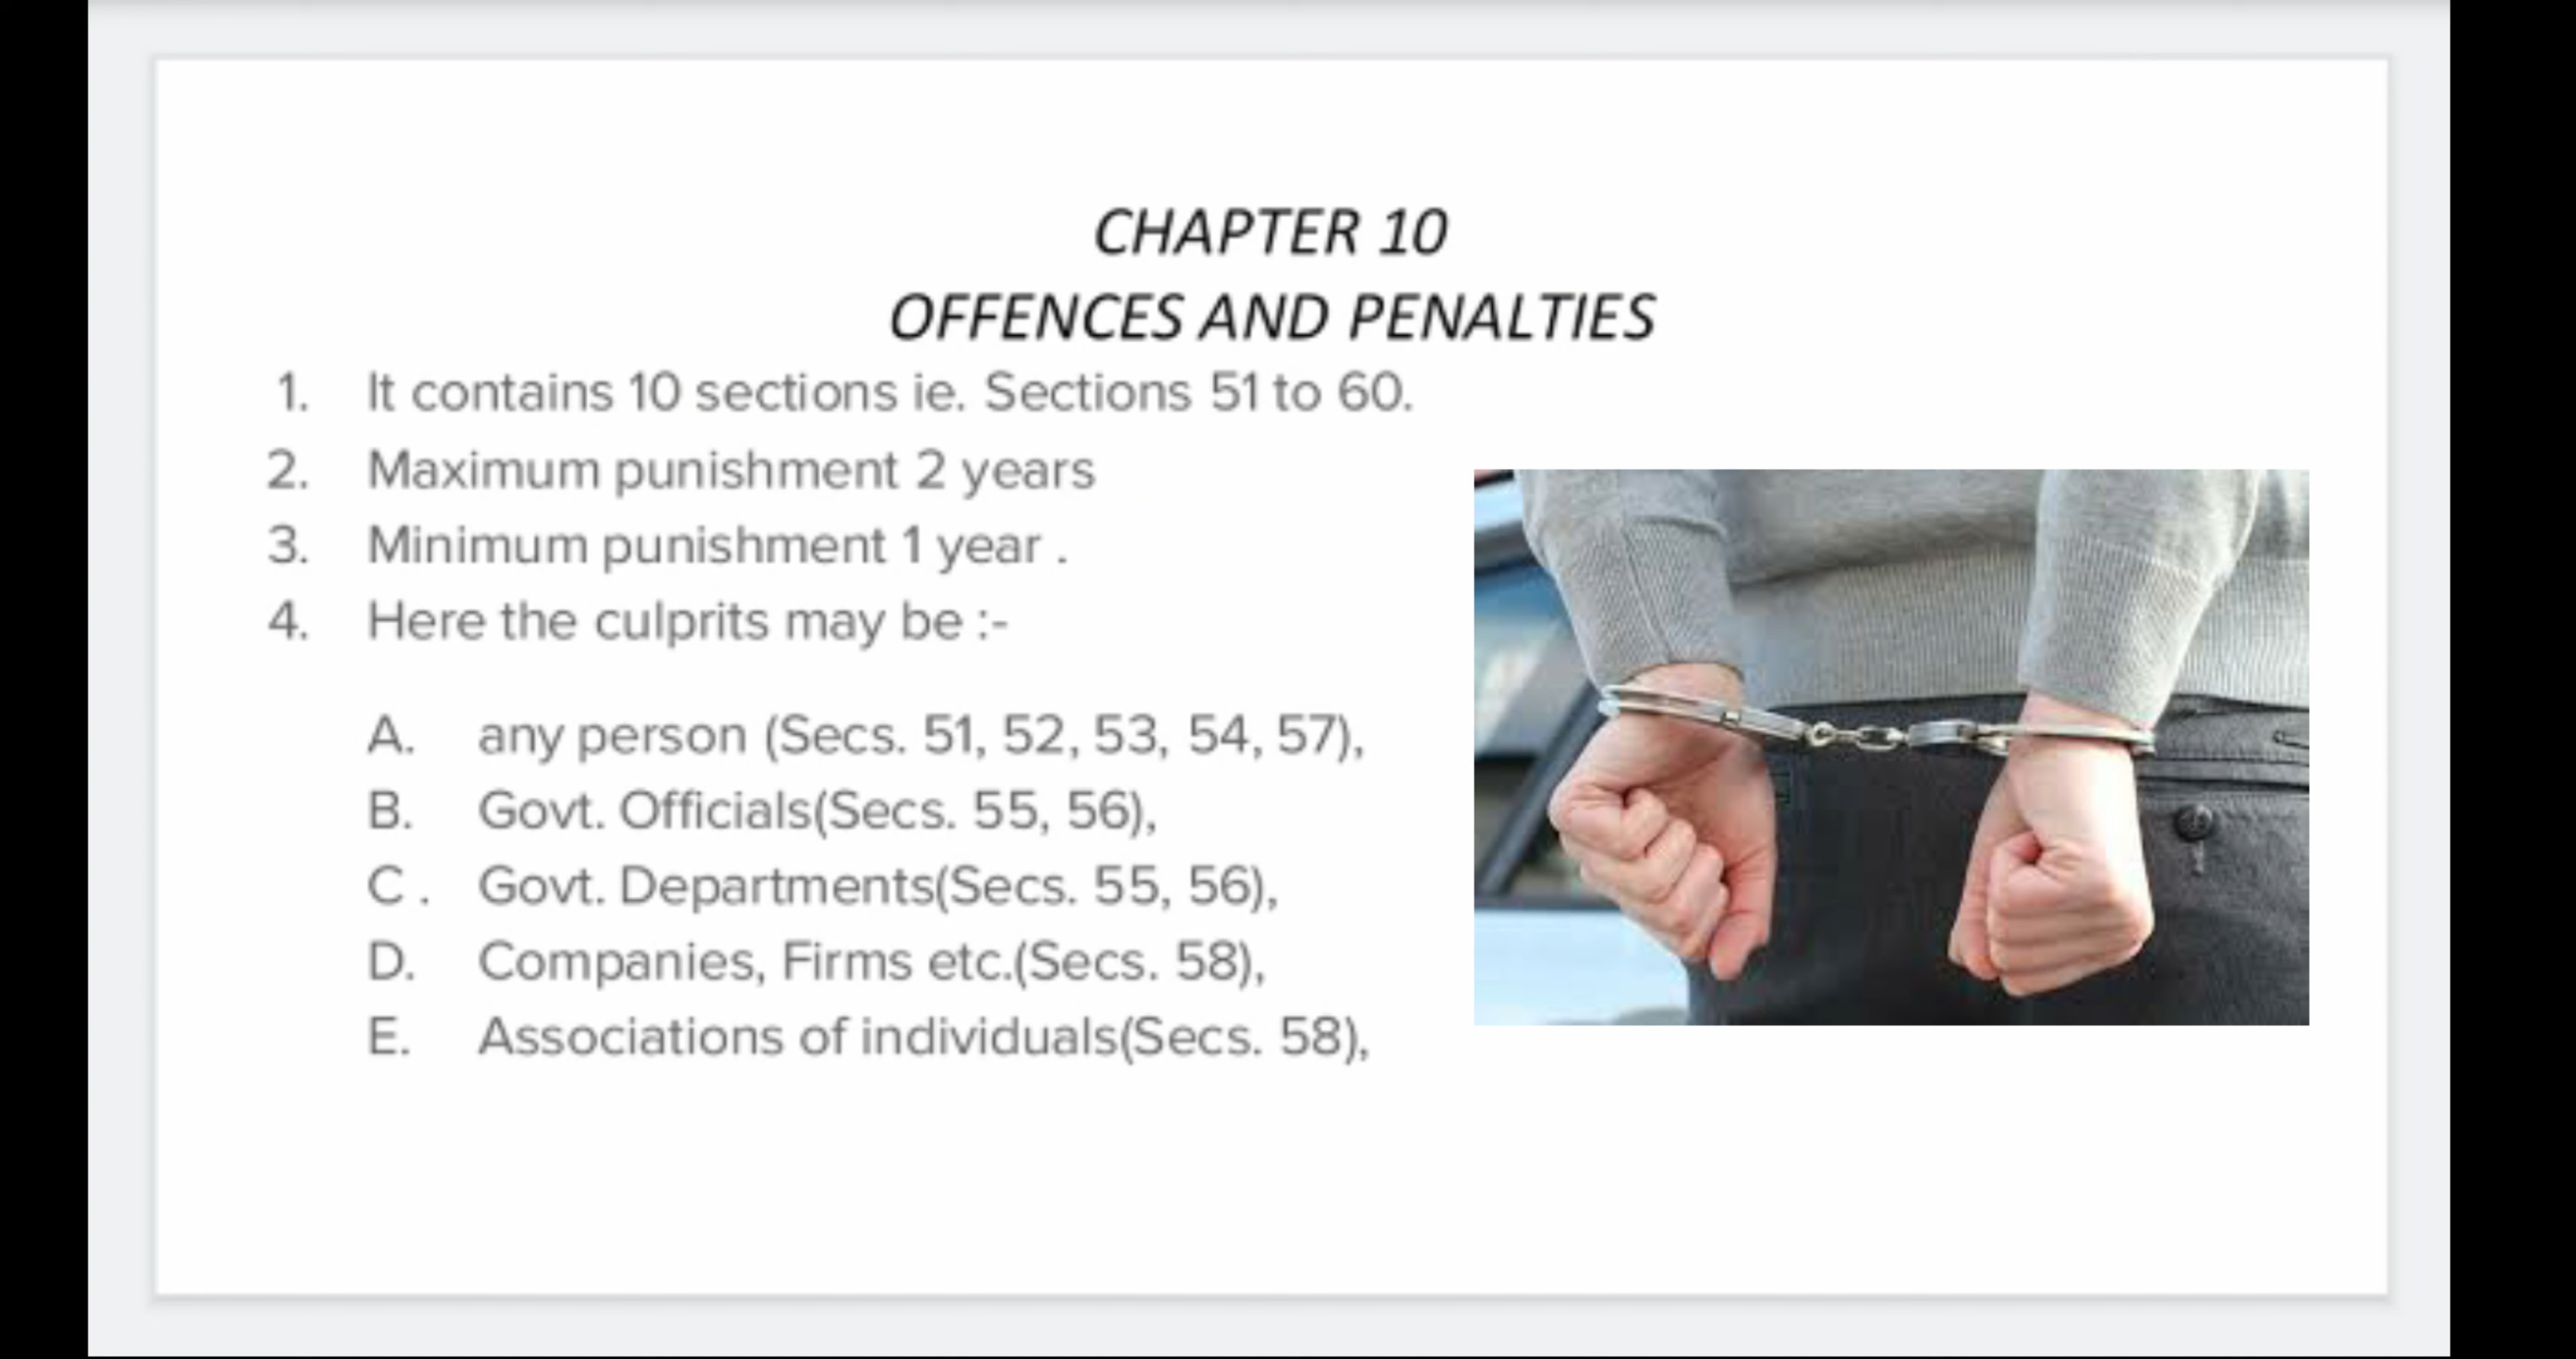 CHAPTER 10
OFFENCES AND PENALTIES
1. It contains 10 sections ie. Sections 51 to 60.
2. Maximum punishment 2 years
3. Minimum punishment 1 year .
4. Here the culprits may be :-
A. any person (Secs. 51, 52, 53, 54, 57),
B. Govt. Officials(Secs. 55, 56),
C . Govt. Departments(Secs. 55, 56),
D. Companies, Firms etc.(Secs. 58),
E. Associations of individuals(Secs. 58),